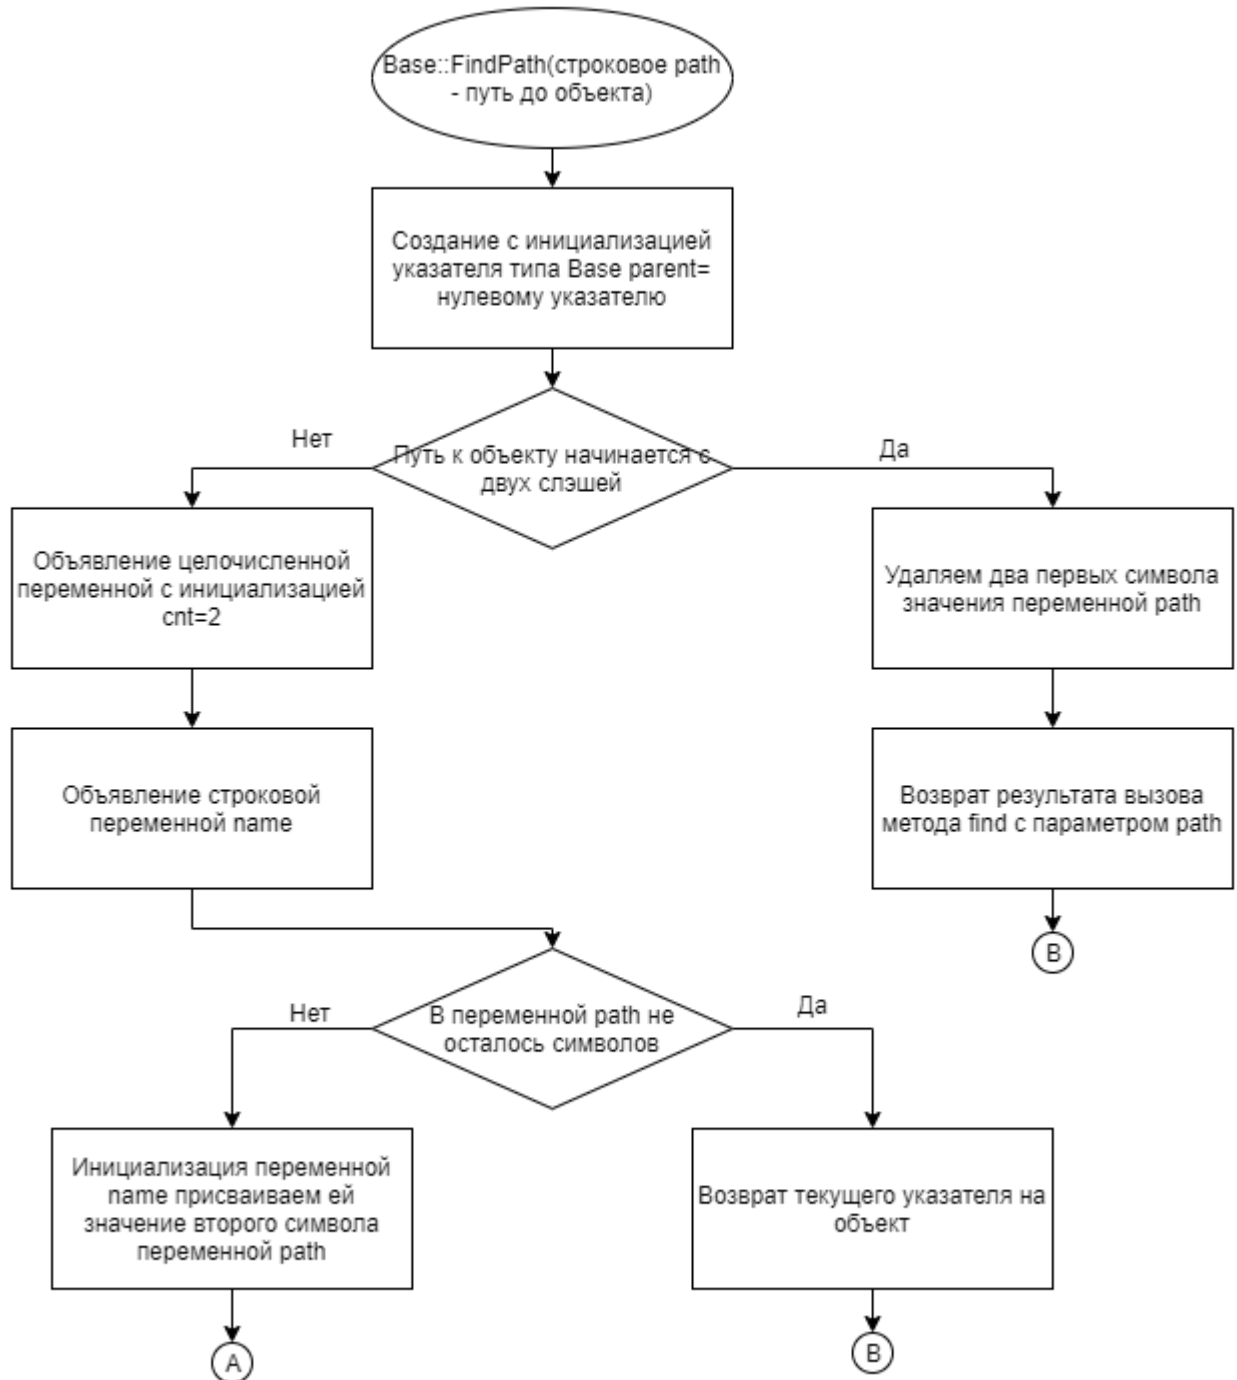 Base::FindPath(строковое path
- путь до объекта)
Создание с инициализацией
указателя типа Base parent=
нулевому указателю
Нет
Путь к объекту начинается с
двух слэшей
Да
Объявление целочисленной
переменной с инициализацией
cnt=2
Удаляем два первых символа
значения переменной path
Объявление строковой
переменной name
Возврат результата вызова
метода find с параметром path
B
Нет
В переменной path не
осталось символов
Да
Инициализация переменной
name присваиваем ей
значение второго символа
переменной path
Возврат текущего указателя на
объект
A
B